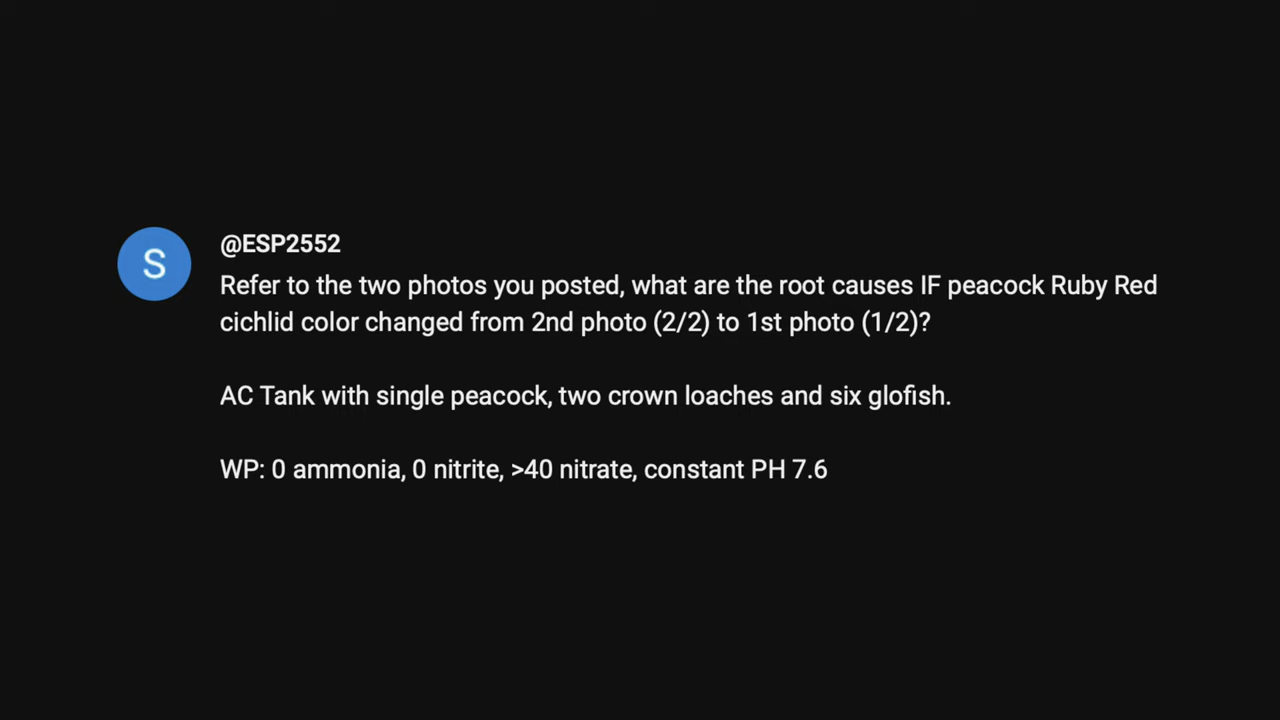 S
@ESP2552
Refer to the two photos you posted, what are the root causes IF peacock Ruby Red
cichlid color changed from 2nd photo (2/2) to 1st photo (1/2)?
AC Tank with single peacock, two crown loaches and six glofish.
WP: 0 ammonia, 0 nitrite, >40 nitrate, constant PH 7.6